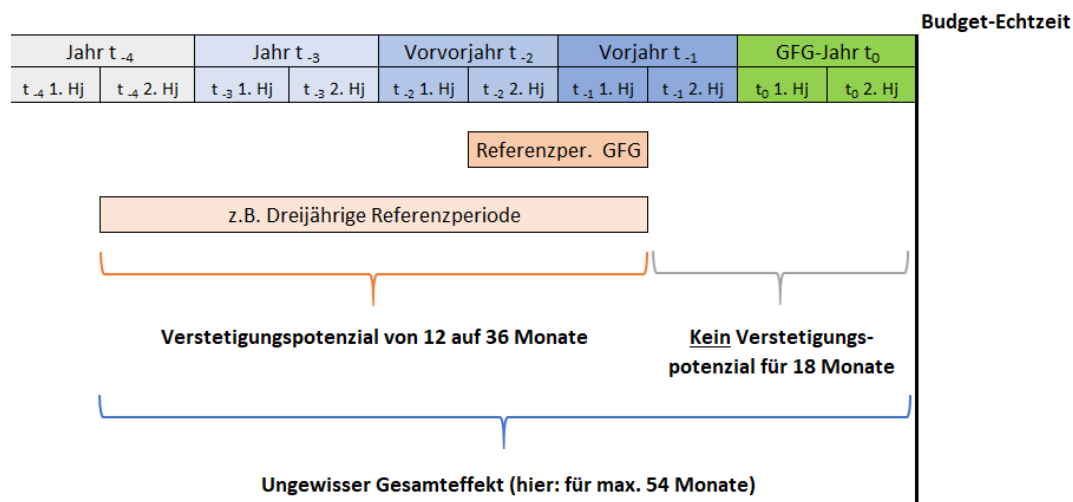 Budget-Echtzeit
Jahr t -4 Jahr t -3 Vorvorjahr t-2 Vorjahr t-1 GFG-Jahr t0
t -4 1. Hj t -4 2. Hj t -3 1. Hj t -3 2. Hj t -2 1. Hj t -2 2. Hj t -1 1. Hj t -1 2. Hj t0 1. Hj t0 2. Hj
Referenzper. GFG
z.B. Dreijährige Referenzperiode
Verstetigungspotenzial von 12 auf 36 Monate
Kein Verstetigungs-
potenzial für 18 Monate
Ungewisser Gesamteffekt (hier: für max. 54 Monate)